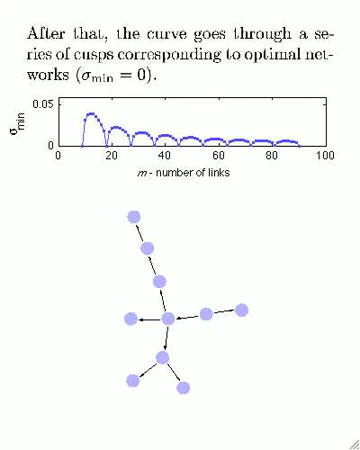 After that, the curve goes through a se-
ries of cusps corresponding to optimal net-
works (σmin = 0).
0.05
0
σmin
0 20 40 60 80 100
m - number of links